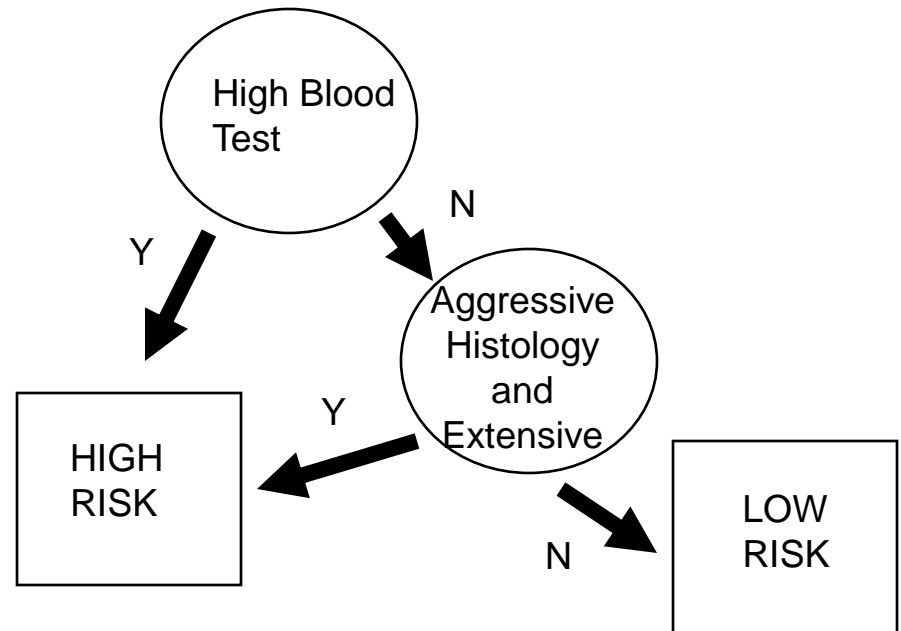 High Blood
Test
N
Y
Aggressive
Histology
and
Extensive
Y
HIGH
RISK
LOW
RISK
N